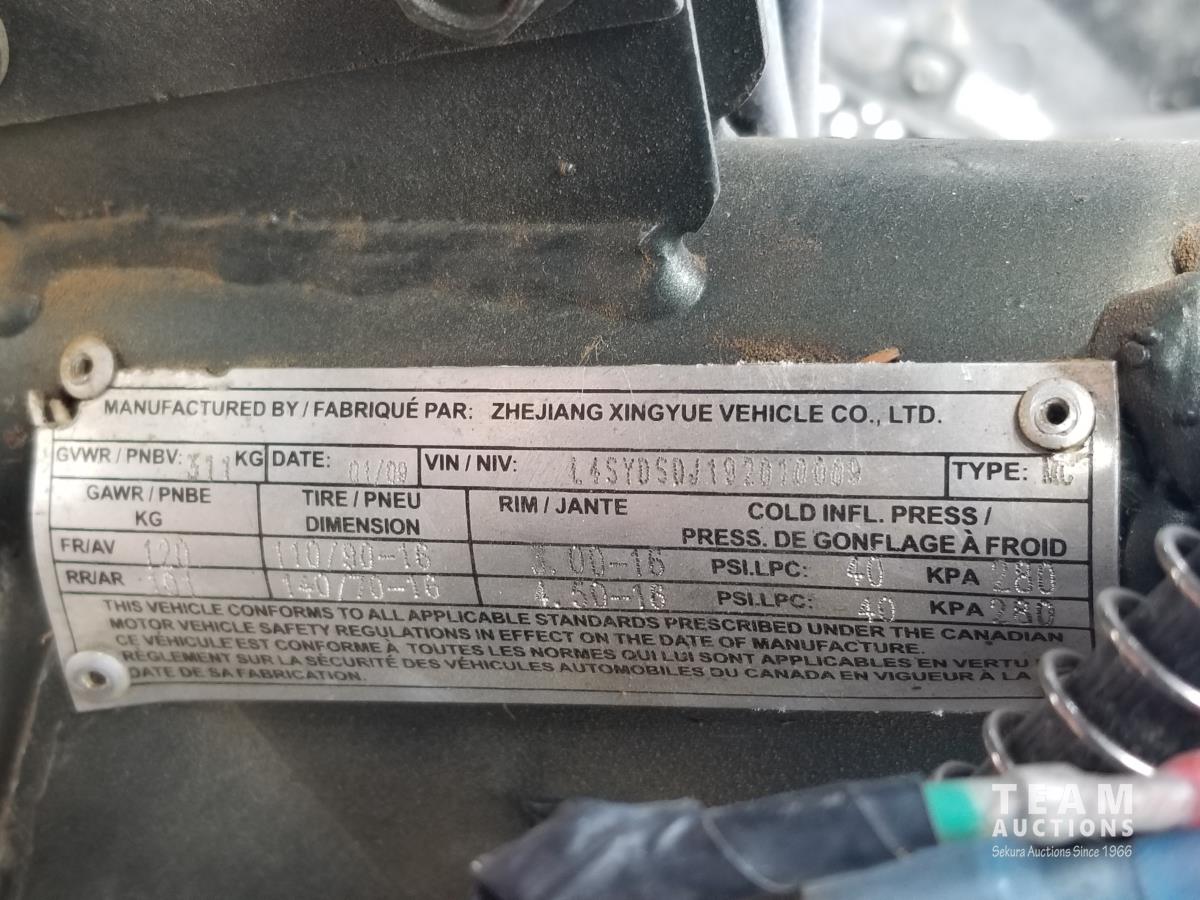 MANUFACTURED BY / FABRIQUÉ PAR: ZHEJIANG XINGYUE VEHICLE CO., LTD.
GVWR / PNBV: 311 KG DATE: 01/09 VIN / NIV: L4SYDSDJ192010009 TYPE: MC
GAWR / PNBE KG TIRE / PNEU DIMENSION RIM / JANTE COLD INFL. PRESS / PRESS. DE GONFLAGE À FROID
FR/AV 120 110/90-16 3.00-16 PSI.LPC: 40 KPA 280
RR/AR 191 140/70-16 4.50-16 PSI.LPC: 40 KPA 280
THIS VEHICLE CONFORMS TO ALL APPLICABLE STANDARDS PRESCRIBED UNDER THE CANADIAN
MOTOR VEHICLE SAFETY REGULATIONS IN EFFECT ON THE DATE OF MANUFACTURE.
CE VÉHICULE EST CONFORME À TOUTES LES NORMES QUI LUI SONT APPLICABLES EN VERTU
RÈGLEMENT SUR LA SÉCURITÉ DES VÉHICULES AUTOMOBILES DU CANADA EN VIGUEUR À LA
DATE DE SA FABRICATION.
TEAM
AUCTIONS
Sekura Auctions Since 1966